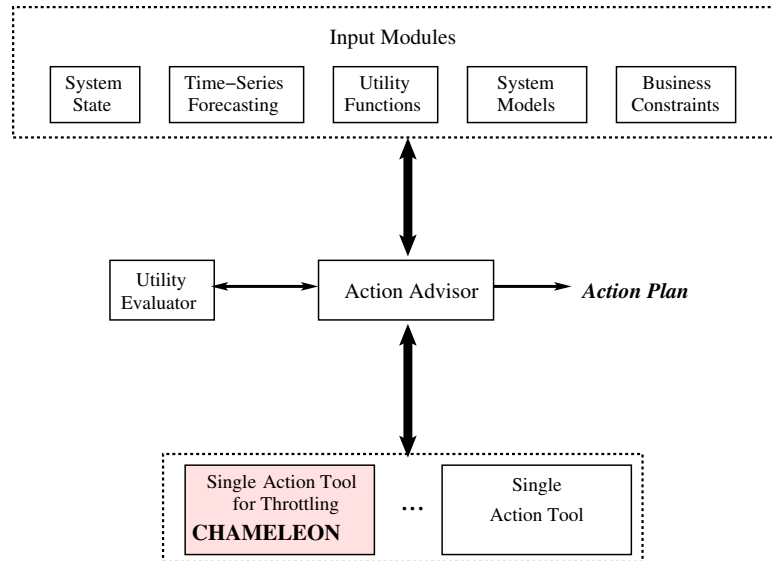 Input Modules
System
State
Time-Series
Forecasting
Utility
Functions
System
Models
Business
Constraints
Utility
Evaluator
Action Advisor
Action Plan
Single Action Tool
for Throttling
CHAMELEON
...
Single
Action Tool